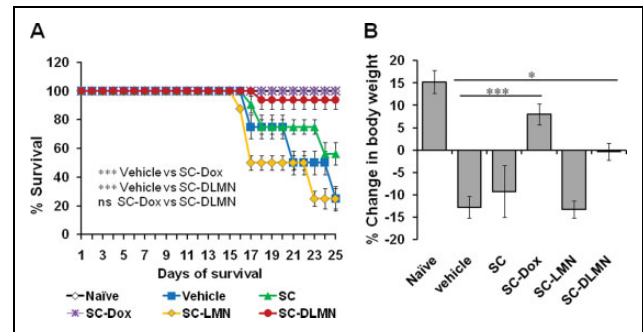 A
120
100
80
60
40
20
0
% Survival
*** Vehicle vs SC-Dox
*** Vehicle vs SC-DLMN
ns SC-Dox vs SC-DLMN
1 3 5 7 9 11 13 15 17 19 21 23 25
Days of survival
Naïve Vehicle SC
SC-Dox SC-LMN SC-DLMN
B
20
15
10
5
0
-5
-10
-15
-20
% Change in body weight
*
***
Naïve vehicle SC SC-Dox SC-LMN SC-DLMN